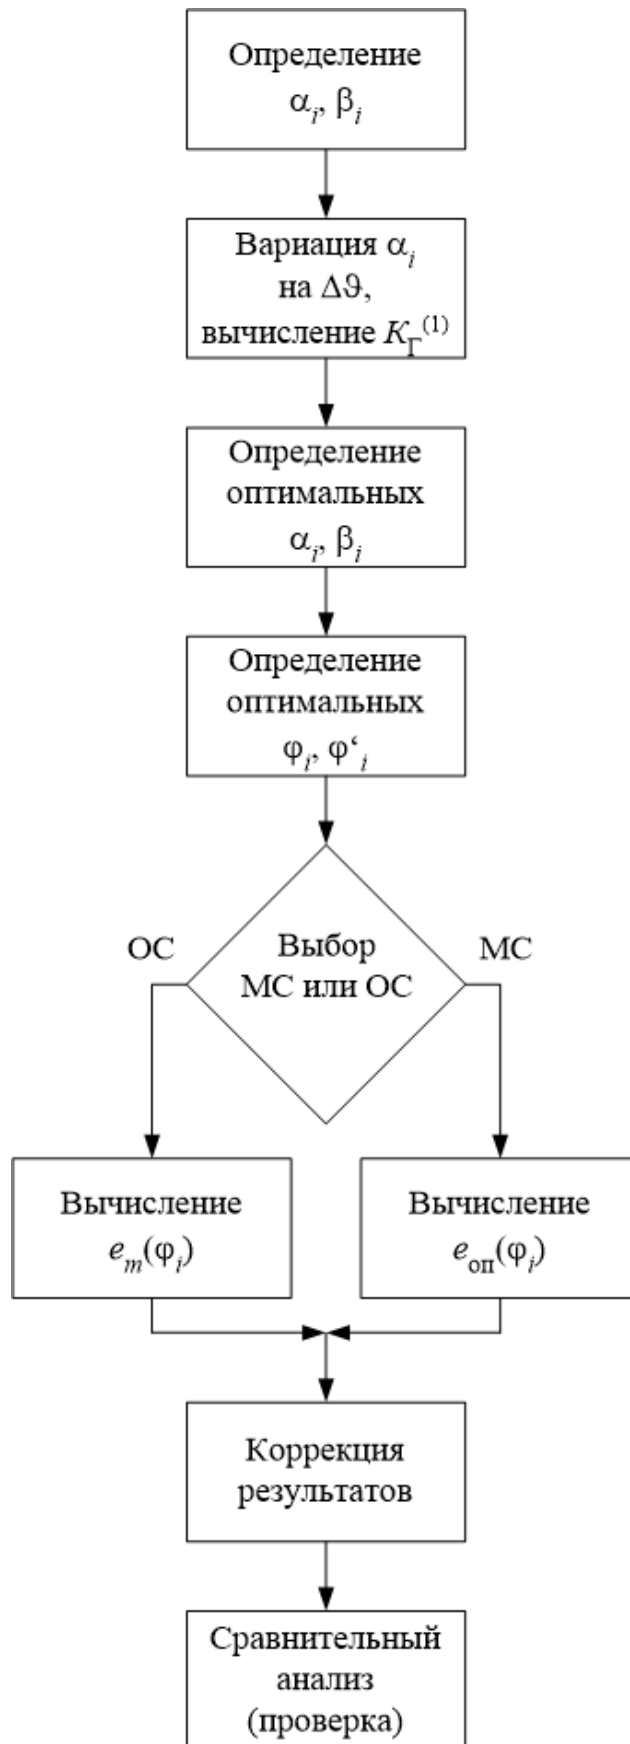 Определение
αi, βi
Вариация αi
на Δϑ,
вычисление KГ(1)
Определение
оптимальных
αi, βi
Определение
оптимальных
φi, φ‘i
ОС
Выбор
МС или ОС
МС
Вычисление
em(φi)
Вычисление
eоп(φi)
Коррекция
результатов
Сравнительный
анализ
(проверка)